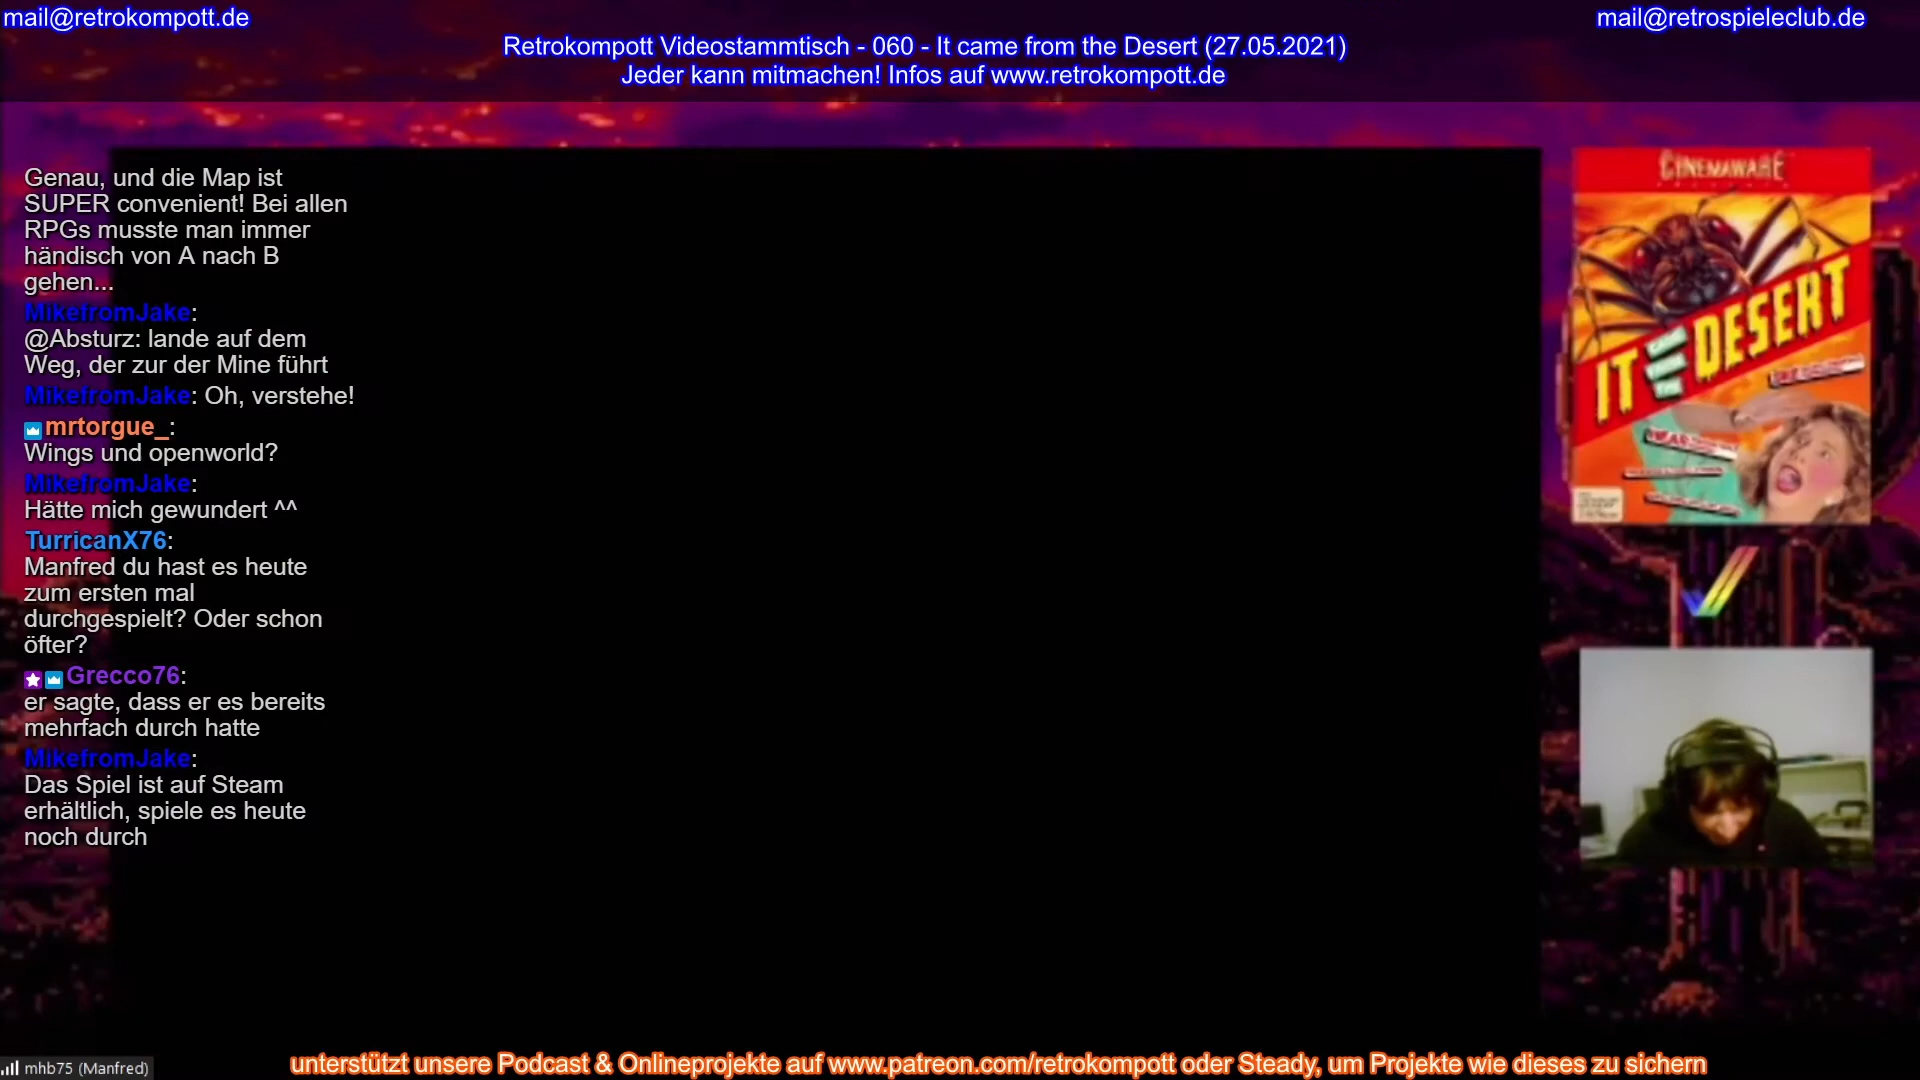 mail@retrokompott.de
mail@retrospieleclub.de
Retrokompott Videostammtisch - 060 - It came from the Desert (27.05.2021)
Jeder kann mitmachen! Infos auf www.retrokompott.de
Genau, und die Map ist
SUPER convenient! Bei allen
RPGs musste man immer
händisch von A nach B
gehen...
MikefromJake:
@Absturz: lande auf dem
Weg, der zur der Mine führt
MikefromJake: Oh, verstehe!
mrtorgue_:
Wings und openworld?
MikefromJake:
Hätte mich gewundert ^^
TurricanX76:
Manfred du hast es heute
zum ersten mal
durchgespielt? Oder schon
öfter?
Grecco76:
er sagte, dass er es bereits
mehrfach durch hatte
MikefromJake:
Das Spiel ist auf Steam
erhältlich, spiele es heute
noch durch
CINEMAWARE
IT CAME FROM THE DESERT
mhb75 (Manfred)
unterstützt unsere Podcast & Onlineprojekte auf www.patreon.com/retrokompott oder Steady, um Projekte wie dieses zu sichern